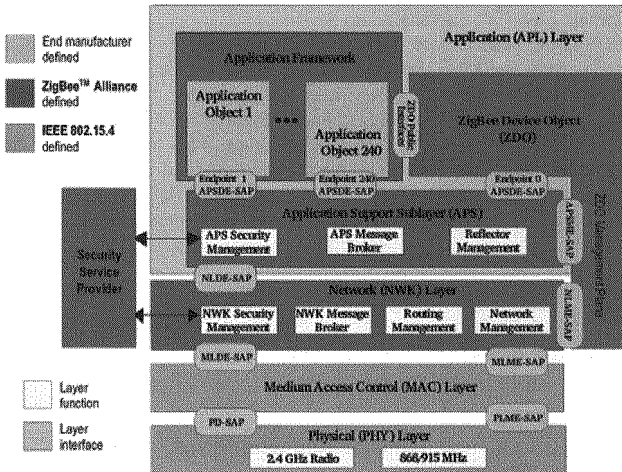 End manufacturer
defined
ZigBee™ Alliance
defined
IEEE 802.15.4
defined
Application (APL) Layer
Application Framework
Application
Object 1
•••
Application
Object 240
ZDO Public
Interfaces
ZigBee Device Object
(ZDO)
Endpoint 1
APSDE-SAP
Endpoint 240
APSDE-SAP
Endpoint 0
APSDE-SAP
Application Support Sublayer (APS)
APS Security
Management
APS Message
Broker
Reflector
Management
APSME-SAP
ZDO Management Plane
Security
Service
Provider
NLDE-SAP
NLME-SAP
Network (NWK) Layer
NWK Security
Management
NWK Message
Broker
Routing
Management
Network
Management
MLDE-SAP
MLME-SAP
Medium Access Control (MAC) Layer
PD-SAP
PLME-SAP
Physical (PHY) Layer
2.4 GHz Radio
868/915 MHz
Layer
function
Layer
interface